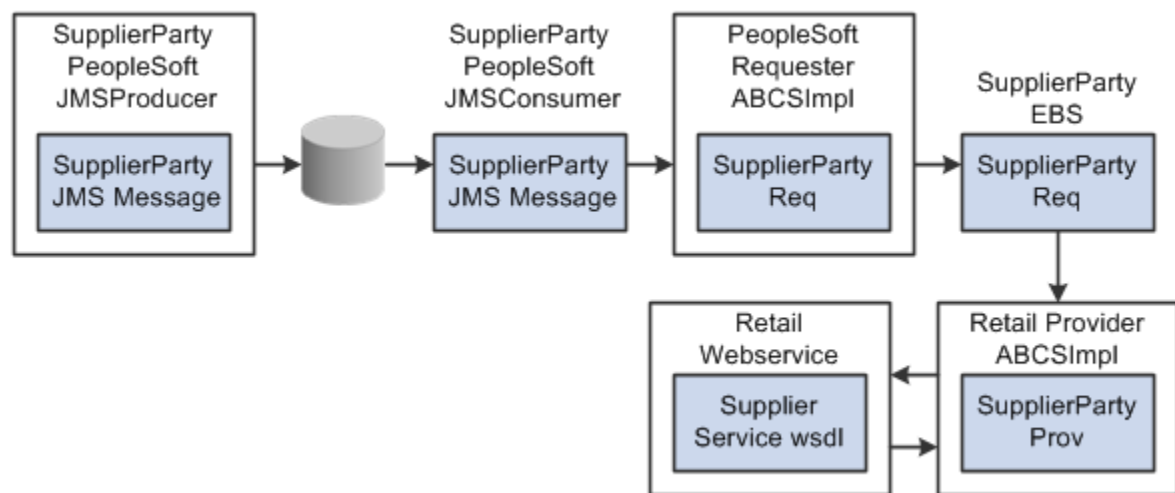 SupplierParty
PeopleSoft
JMSProducer
SupplierParty
JMS Message
SupplierParty
PeopleSoft
JMSConsumer
SupplierParty
JMS Message
PeopleSoft
Requester
ABCSImpl
SupplierParty
Req
SupplierParty
EBS
SupplierParty
Req
Retail
Webservice
Supplier
Service wsdl
Retail Provider
ABCSImpl
SupplierParty
Prov